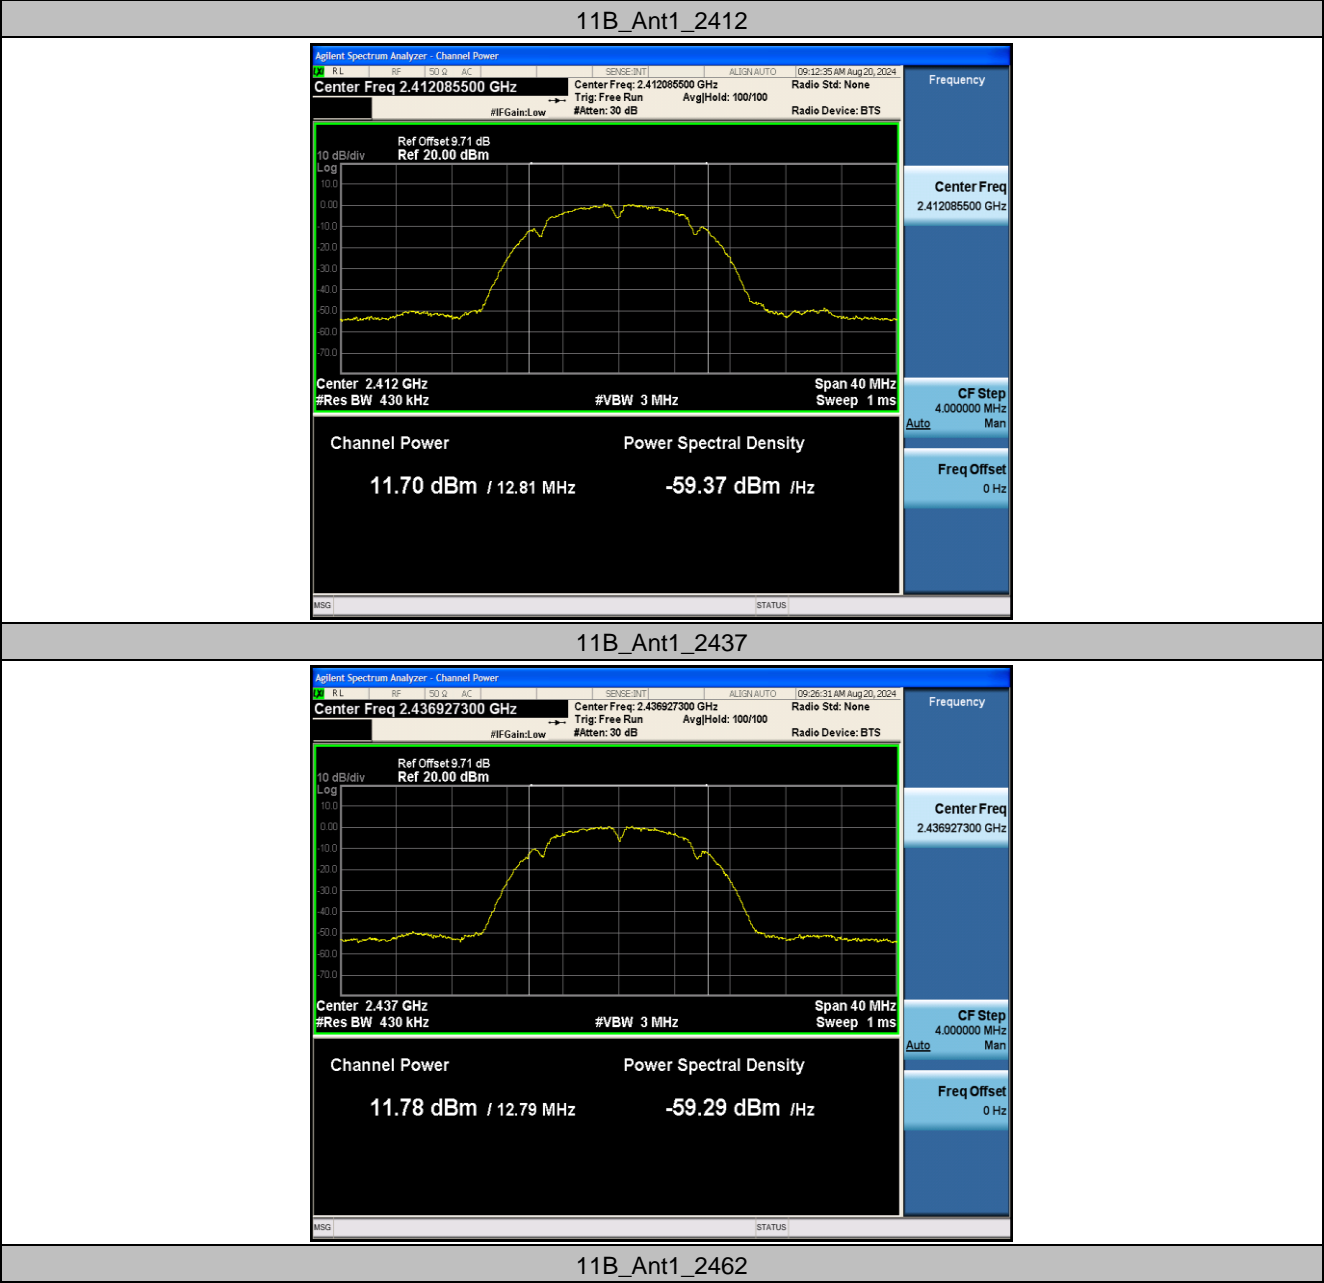 11B_Ant1_2412
Agilent Spectrum Analyzer - Channel Power
LXI RL RF 50 Ω AC SENSE:INT ALIGN AUTO 09:12:35 AM Aug 20, 2024
Center Freq 2.412085500 GHz
Center Freq: 2.412085500 GHz Radio Std: None
Trig: Free Run Avg|Hold: 100/100
#IFGain:Low #Atten: 30 dB Radio Device: BTS
Frequency
Ref Offset 9.71 dB
10 dB/div Ref 20.00 dBm
Log
10.0
0.00
-10.0
-20.0
-30.0
-40.0
-50.0
-60.0
-70.0
Center 2.412 GHz Span 40 MHz
#Res BW 430 kHz #VBW 3 MHz Sweep 1 ms
Channel Power Power Spectral Density
11.70 dBm / 12.81 MHz -59.37 dBm /Hz
Center Freq
2.412085500 GHz
CF Step
4.000000 MHz
Auto Man
Freq Offset
0 Hz
MSG STATUS
11B_Ant1_2437
Agilent Spectrum Analyzer - Channel Power
LXI RL RF 50 Ω AC SENSE:INT ALIGN AUTO 09:26:31 AM Aug 20, 2024
Center Freq 2.436927300 GHz
Center Freq: 2.436927300 GHz Radio Std: None
Trig: Free Run Avg|Hold: 100/100
#IFGain:Low #Atten: 30 dB Radio Device: BTS
Frequency
Ref Offset 9.71 dB
10 dB/div Ref 20.00 dBm
Log
10.0
0.00
-10.0
-20.0
-30.0
-40.0
-50.0
-60.0
-70.0
Center 2.437 GHz Span 40 MHz
#Res BW 430 kHz #VBW 3 MHz Sweep 1 ms
Channel Power Power Spectral Density
11.78 dBm / 12.79 MHz -59.29 dBm /Hz
Center Freq
2.436927300 GHz
CF Step
4.000000 MHz
Auto Man
Freq Offset
0 Hz
MSG STATUS
11B_Ant1_2462